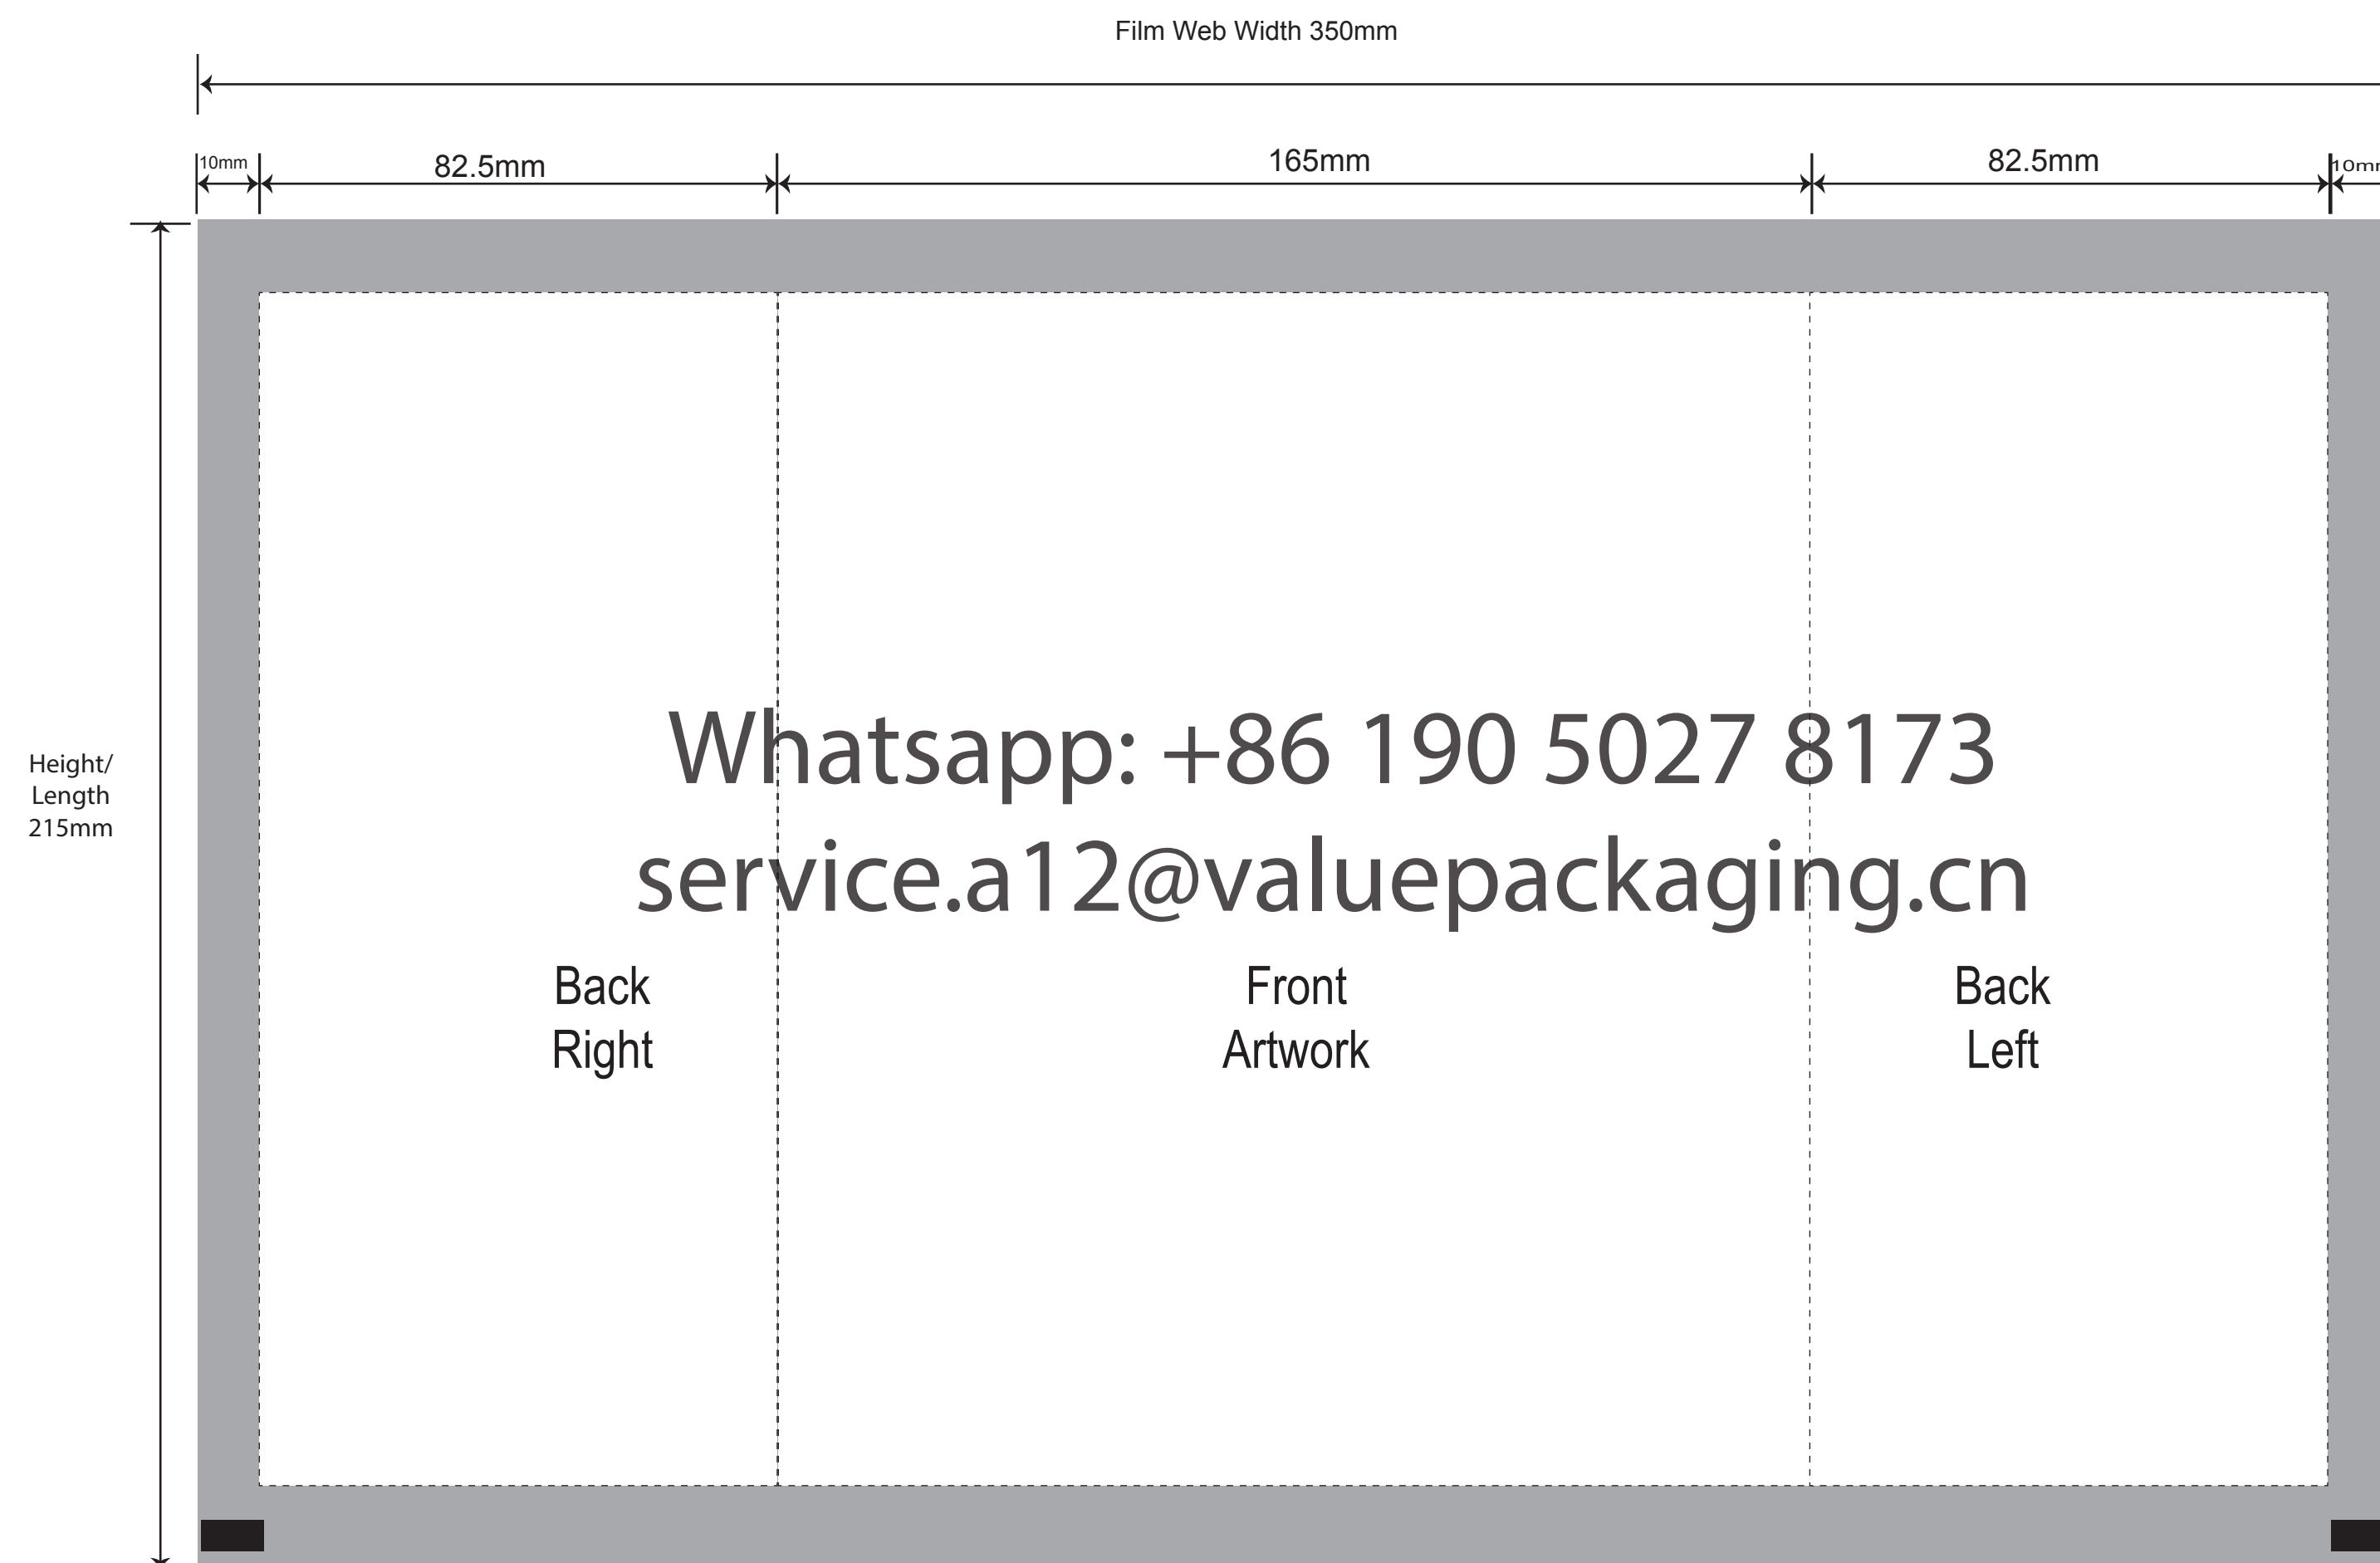 Film Web Width 350mm
10mm
82.5mm
165mm
82.5mm
10mm
Height/
Length
215mm
Whatsapp: +86 190 5027 8173
service.a12@valuepackaging.cn
Back
Right
Front
Artwork
Back
Left